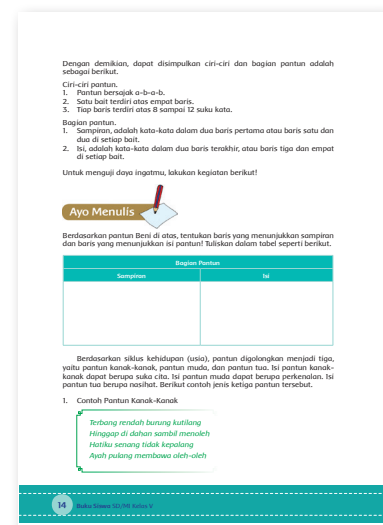 Dengan demikian, dapat disimpulkan ciri-ciri dan bagian pantun adalah
sebagai berikut.
Ciri-ciri pantun.
1. Pantun bersajak a-b-a-b.
2. Satu bait terdiri atas empat baris.
3. Tiap baris terdiri atas 8 sampai 12 suku kata.
Bagian pantun.
1. Sampiran, adalah kata-kata dalam dua baris pertama atau baris satu dan
dua di setiap bait.
2. Isi, adalah kata-kata dalam dua baris terakhir, atau baris tiga dan empat
di setiap bait.
Untuk menguji daya ingatmu, lakukan kegiatan berikut!
Ayo Menulis
Berdasarkan pantun Beni di atas, tentukan baris yang menunjukkan sampiran
dan baris yang menunjukkan isi pantun! Tuliskan dalam tabel seperti berikut.
Bagian Pantun
Sampiran Isi
Berdasarkan siklus kehidupan (usia), pantun digolongkan menjadi tiga,
yaitu pantun kanak-kanak, pantun muda, dan pantun tua. Isi pantun kanak-
kanak dapat berupa suka cita. Isi pantun muda dapat berupa perkenalan. Isi
pantun tua berupa nasihat. Berikut contoh jenis ketiga pantun tersebut.
1. Contoh Pantun Kanak-Kanak
Terbang rendah burung kutilang
Hinggap di dahan sambil menoleh
Hatiku senang tidak kepalang
Ayah pulang membawa oleh-oleh
14 Buku Siswa SD/MI Kelas V